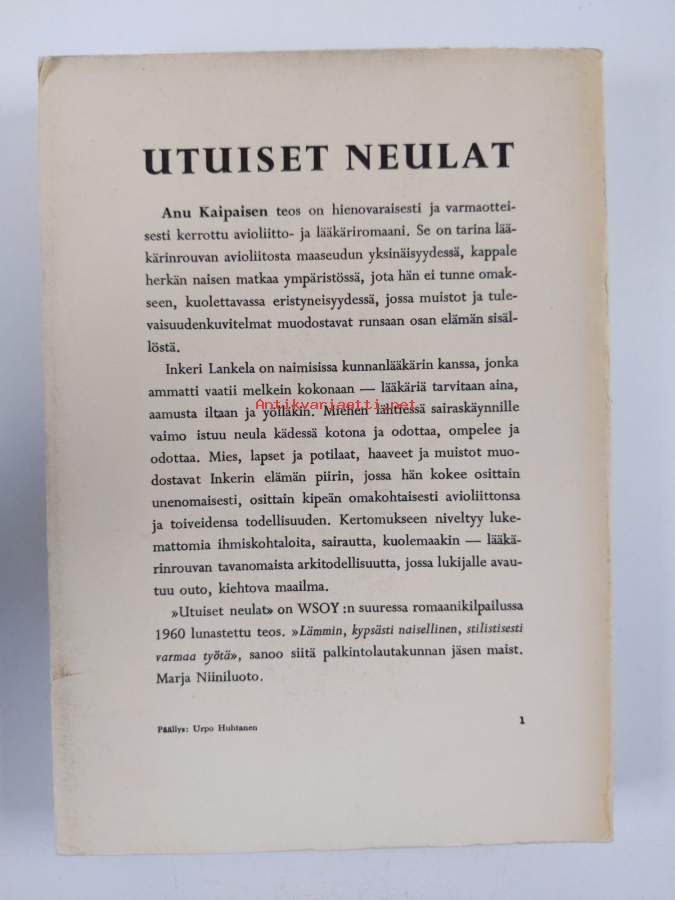 UTUISET NEULAT
Anu Kaipaisen teos on hienovaraisesti ja varmaottei-
sesti kerrottu avioliitto- ja lääkäriromaani. Se on tarina lää-
kärinrouvan avioliitosta maaseudun yksinäisyydessä, kappale
herkän naisen matkaa ympäristössä, jota hän ei tunne omak-
seen, kuolettavassa eristyneisyydessä, jossa muistot ja tule-
vaisuudenkuvitelmat muodostavat runsaan osan elämän sisäl-
löstä.
Inkeri Lankela on naimisissa kunnanlääkärin kanssa, jonka
ammatti vaatii melkein kokonaan — lääkäriä tarvitaan aina,
aamusta iltaan ja yölläkin. Miehen lähtiessä sairaskäynnille
Antikvariaatti.net
vaimo istuu neula kädessä kotona ja odottaa, ompelee ja
odottaa. Mies, lapset ja potilaat, haaveet ja muistot muo-
dostavat Inkerin elämän piirin, jossa hän kokee osittain
unenomaisesti, osittain kipeän omakohtaisesti avioliittonsa
ja toiveidensa todellisuuden. Kertomukseen niveltyy luke-
mattomia ihmiskohtaloita, sairautta, kuolemaakin — lääkä-
rinrouvan tavanomaista arkitodellisuutta, jossa lukijalle avau-
tuu outo, kiehtova maailma.
»Utuiset neulat» on WSOY:n suuressa romaanikilpailussa
1960 lunastettu teos. »Lämmin, kypsästi naisellinen, stilistisesti
varmaa työtä», sanoo siitä palkintolautakunnan jäsen maist.
Marja Niiniluoto.
Päällys: Urpo Huhtanen
1